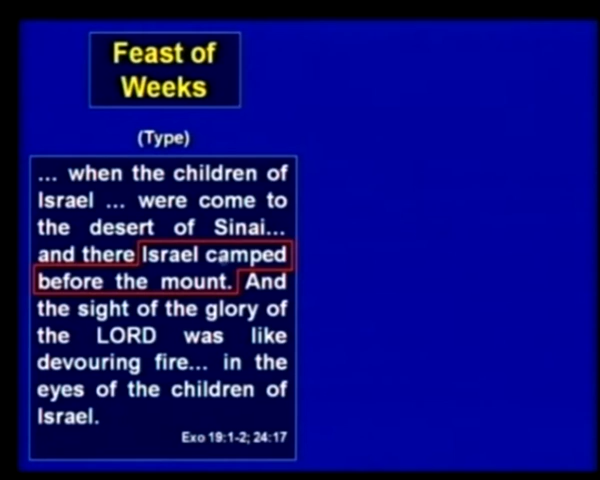 Feast of
Weeks
(Type)
... when the children of
Israel ... were come to
the desert of Sinai...
and there Israel camped
before the mount. And
the sight of the glory of
the LORD was like
devouring fire... in the
eyes of the children of
Israel.
Exo 19:1-2; 24:17